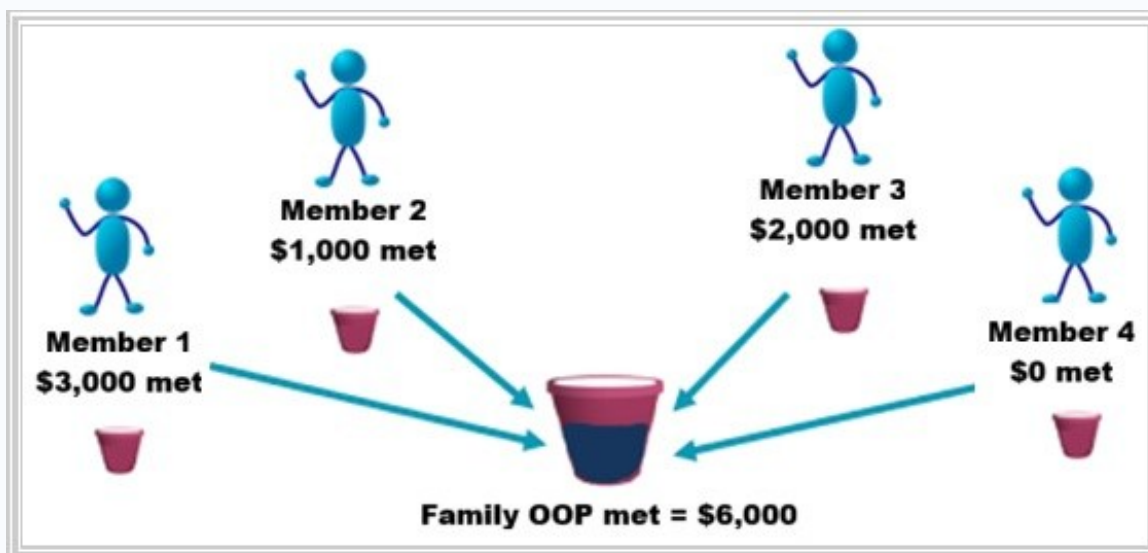 Member 1
$3,000 met
Member 2
$1,000 met
Member 3
$2,000 met
Member 4
$0 met
Family OOP met = $6,000